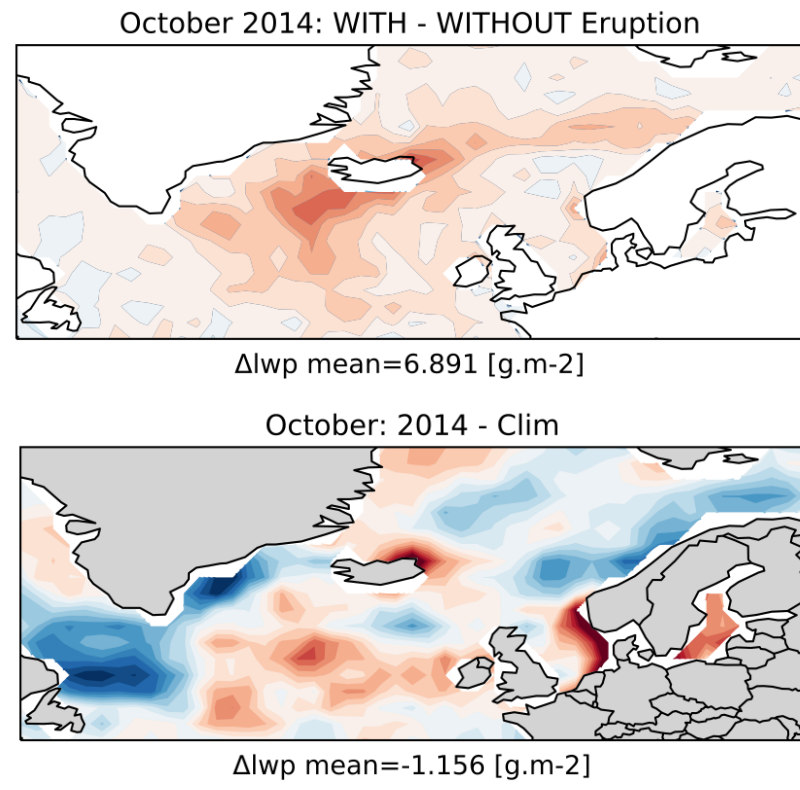 October 2014: WITH - WITHOUT Eruption
Δlwp mean=6.891 [g.m-2]
October: 2014 - Clim
Δlwp mean=-1.156 [g.m-2]